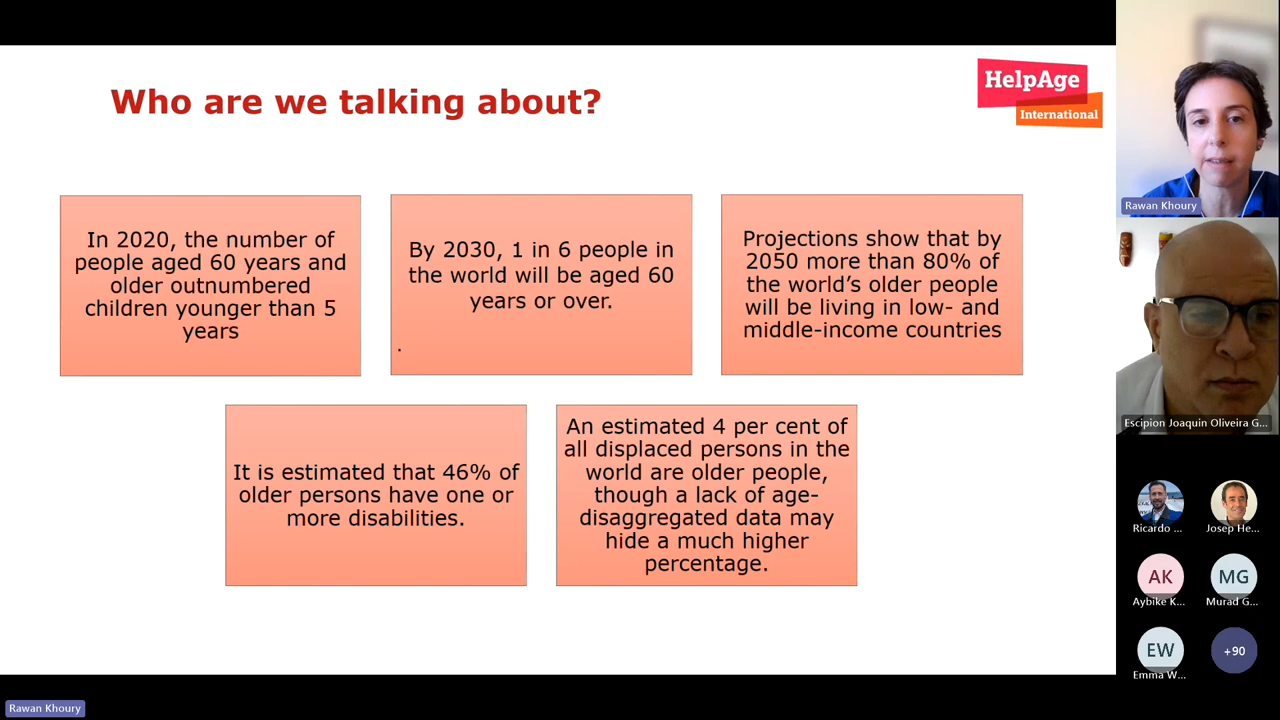 Who are we talking about?
HelpAge
International
In 2020, the number of
people aged 60 years and
older outnumbered
children younger than 5
years
By 2030, 1 in 6 people in
the world will be aged 60
years or over.
.
Projections show that by
2050 more than 80% of
the world’s older people
will be living in low- and
middle-income countries
It is estimated that 46% of
older persons have one or
more disabilities.
An estimated 4 per cent of
all displaced persons in the
world are older people,
though a lack of age-
disaggregated data may
hide a much higher
percentage.
Rawan Khoury
Escipion Joaquin Oliveira G...
Ricardo ...
Josep He...
AK
Aybike K...
MG
Murad G...
EW
Emma W...
+90
Rawan Khoury